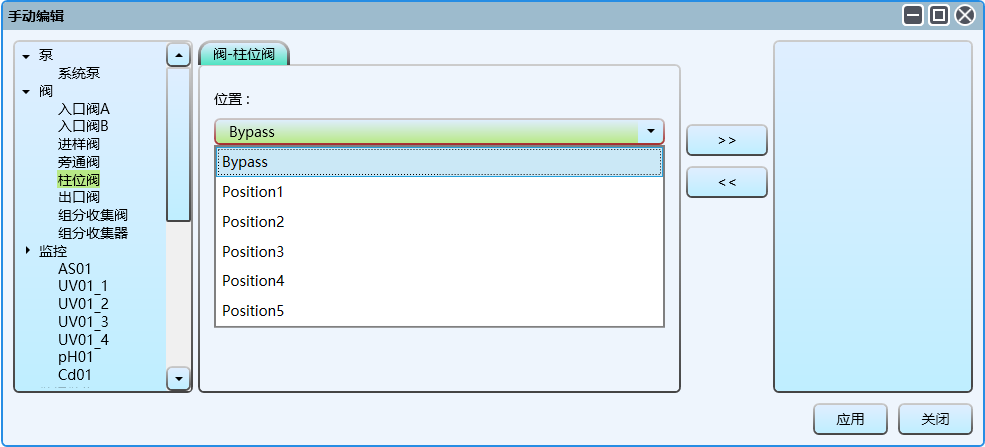 手动编辑
泵
系统泵
阀
入口阀A
入口阀B
进样阀
旁通阀
柱位阀
出口阀
组分收集阀
组分收集器
监控
AS01
UV01_1
UV01_2
UV01_3
UV01_4
pH01
Cd01
阀-柱位阀
位置：
Bypass
Bypass
Position1
Position2
Position3
Position4
Position5
>>
<<
应用
关闭